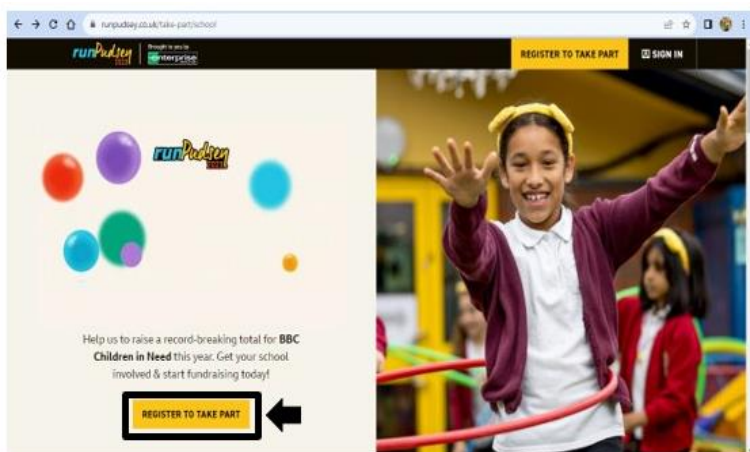 runpudsey.co.uk/take-part/school
runPudsey
2023
Brought to you by
enterprise
REGISTER TO TAKE PART
SIGN IN
runPudsey
2023
Help us to raise a record-breaking total for BBC
Children in Need this year. Get your school
involved & start fundraising today!
REGISTER TO TAKE PART